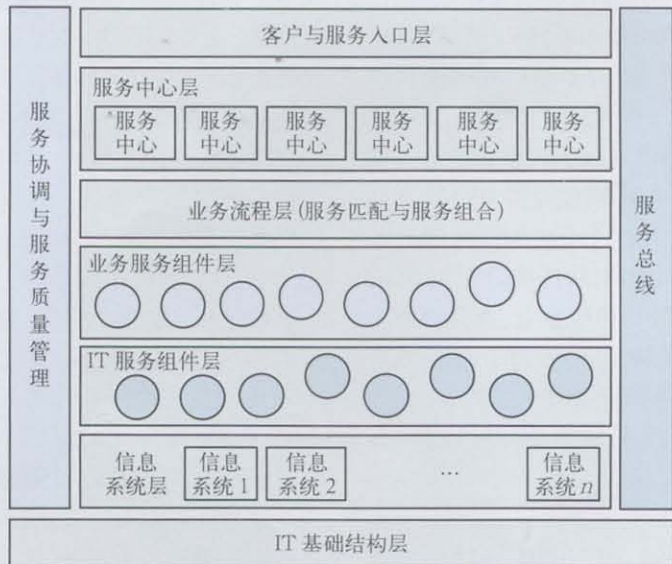 客户与服务入口层
服务中心层
服务
中心
服务
中心
服务
中心
服务
中心
服务
中心
服务
中心
业务流程层(服务匹配与服务组合)
业务服务组件层
IT 服务组件层
信息
系统层
信息
系统 1
信息
系统 2
…
信息
系统 n
服务协调与服务质量管理
服务总线
IT 基础结构层